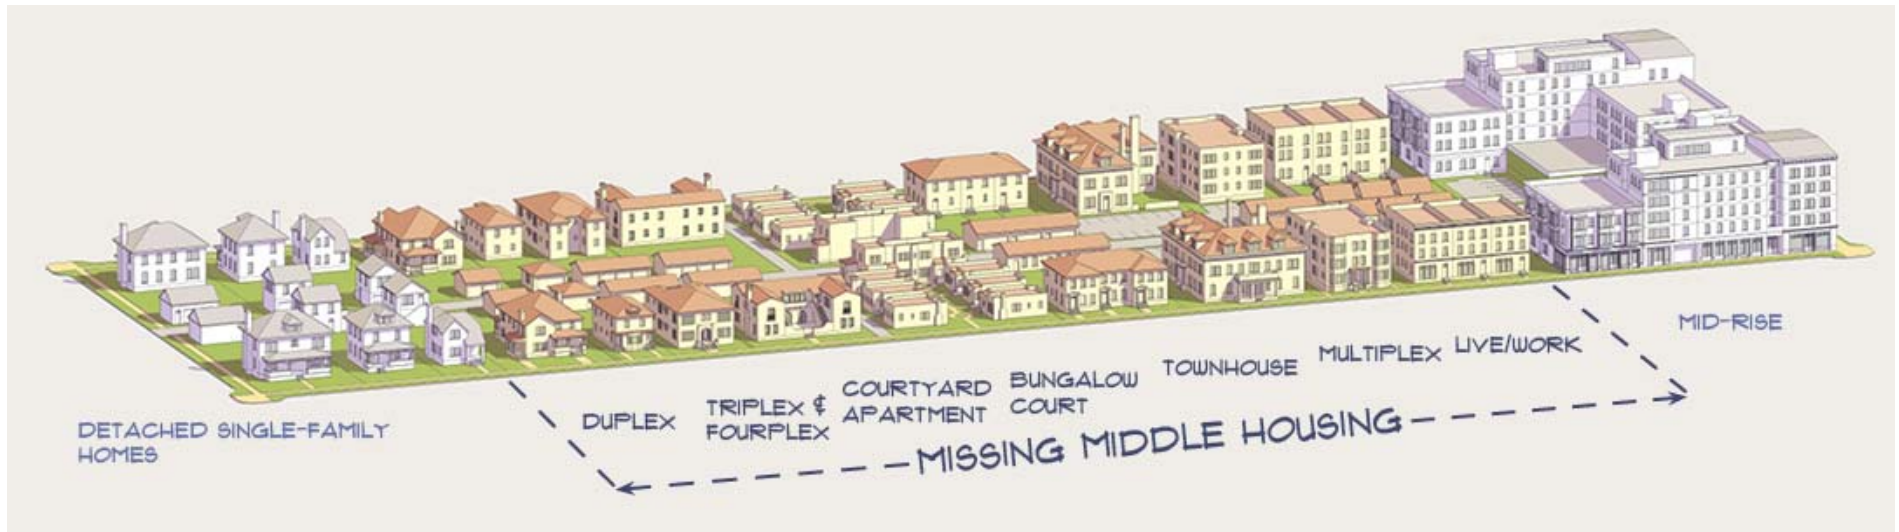 DETACHED SINGLE-FAMILY
HOMES
DUPLEX
TRIPLEX &
FOURPLEX
COURTYARD
APARTMENT
BUNGALOW
COURT
TOWNHOUSE
MULTIPLEX
LIVE/WORK
MID-RISE
MISSING MIDDLE HOUSING